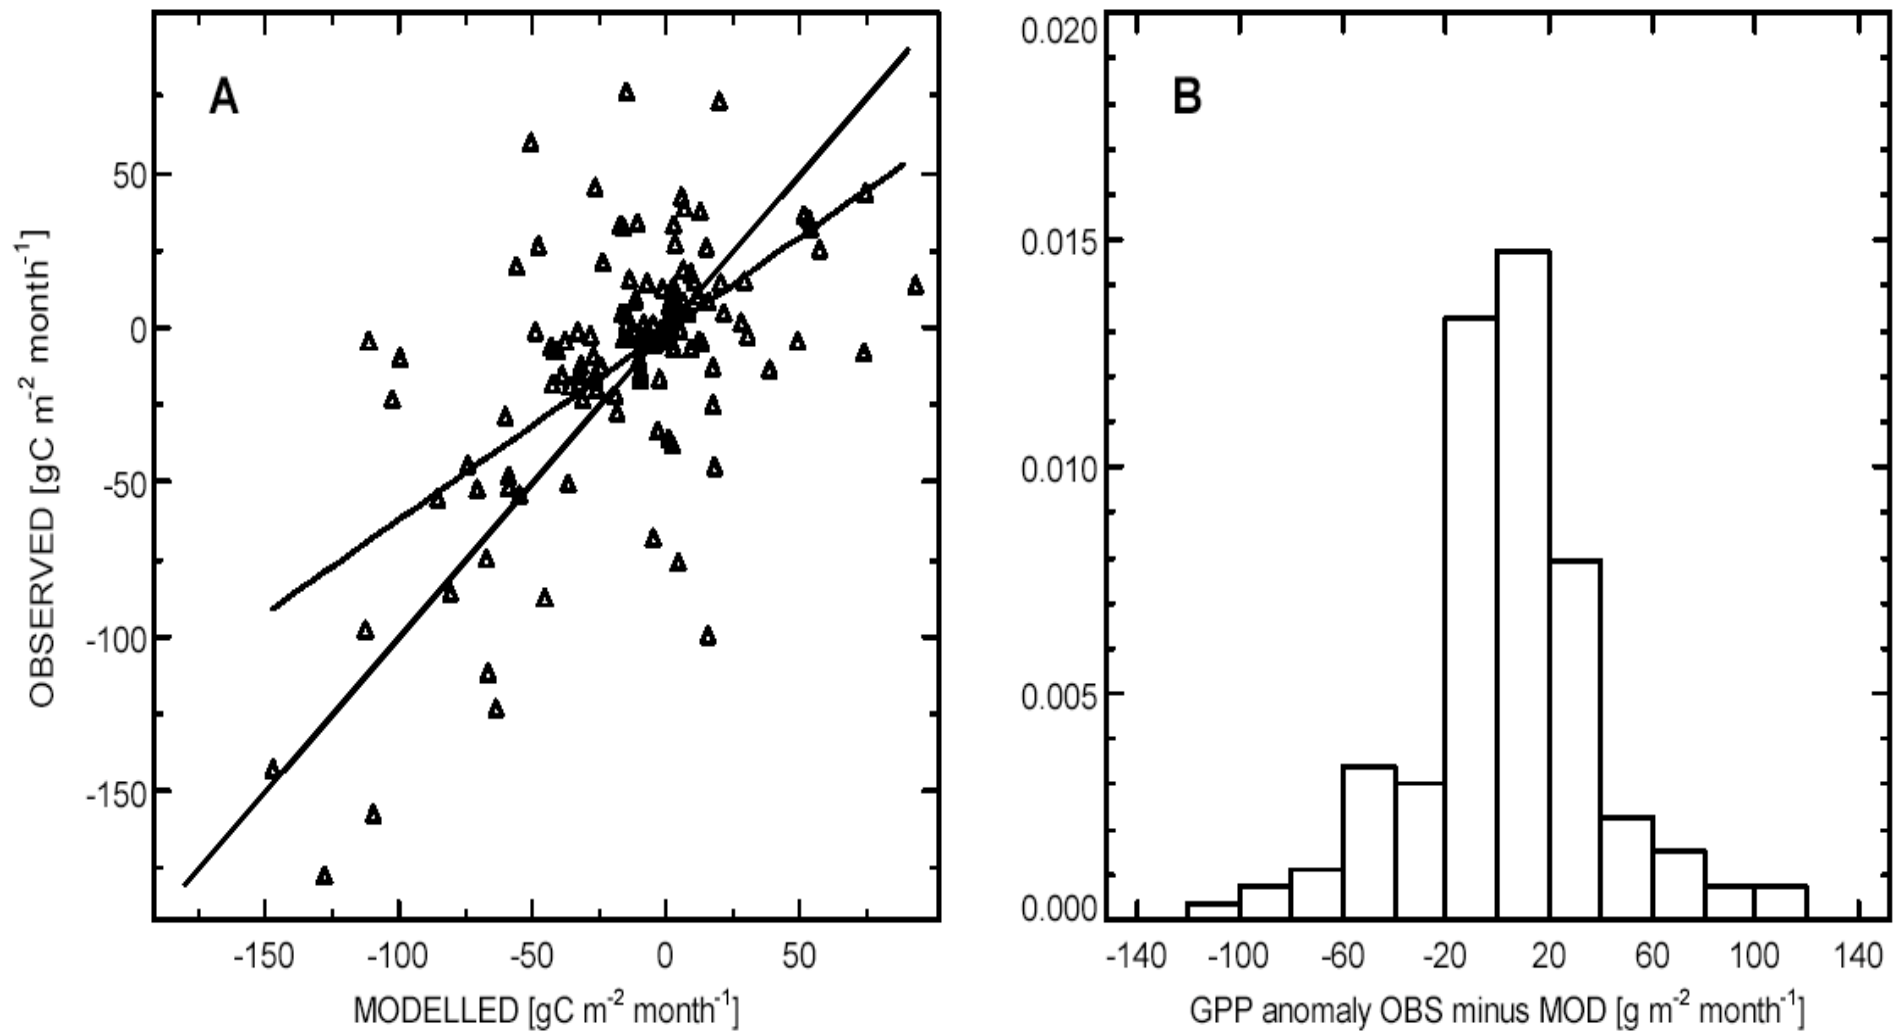 A
50
0
-50
-100
-150
OBSERVED [gC m-2 month-1]
-150 -100 -50 0 50
MODELLED [gC m-2 month-1]
B
0.020
0.015
0.010
0.005
0.000
-140 -100 -60 -20 20 60 100 140
GPP anomaly OBS minus MOD [g m-2 month-1]